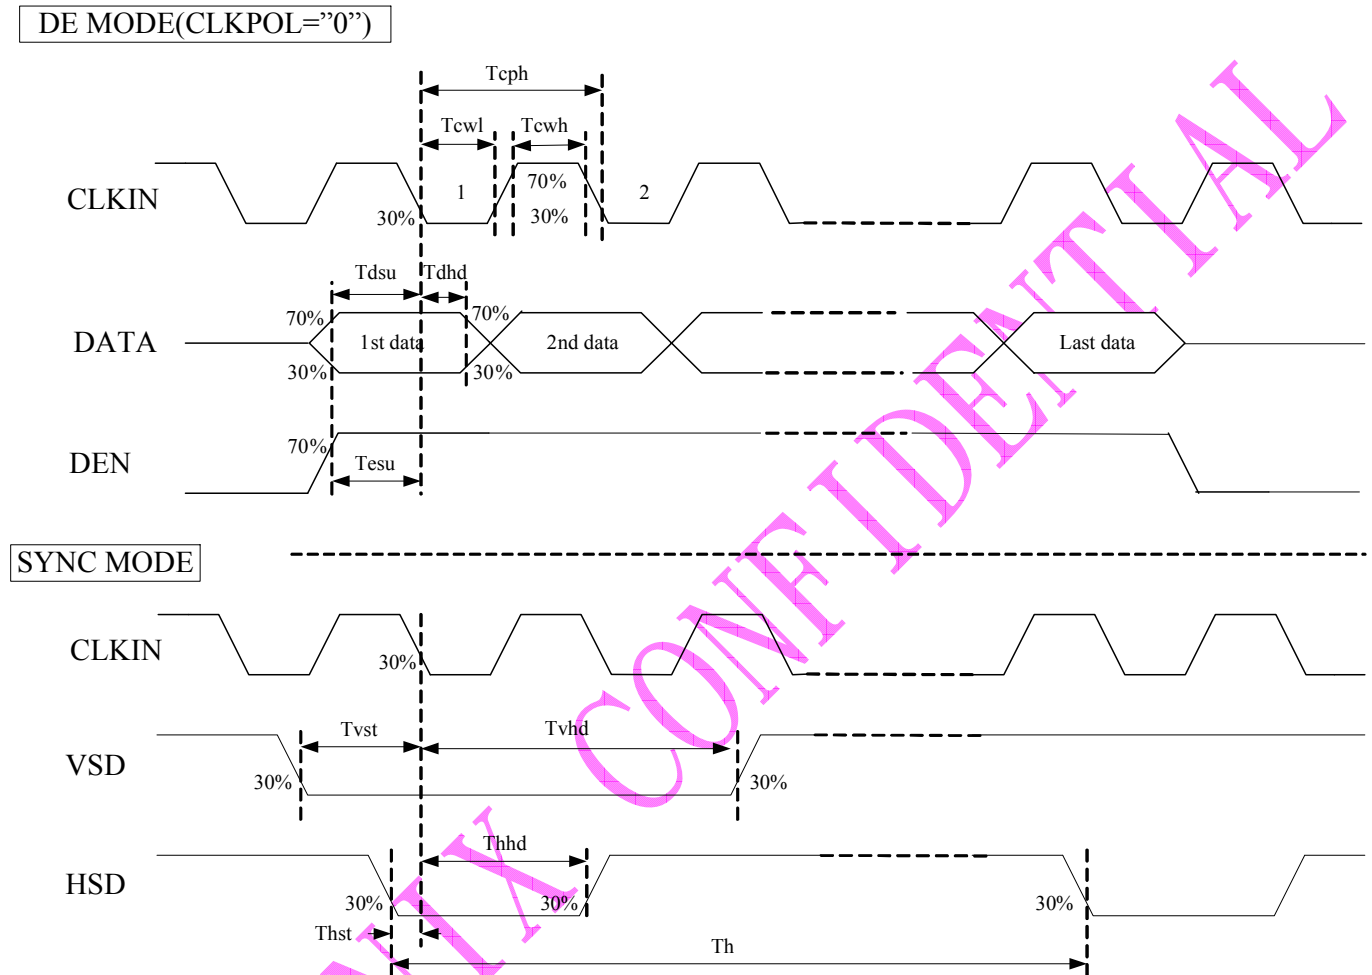 DE MODE(CLKPOL=”0”)
Tcph
Tcwl Tcwh
CLKIN
30% 1 70% 30% 2
Tdsu Tdhd
70% 70%
DATA 1st data 2nd data Last data
30% 30%
DEN
70%
Tesu
SYNC MODE
CLKIN
30%
Tvst Tvhd
VSD
30% 30%
Thhd
HSD
30% 30% 30%
Thst
Th
CONFIDENTIAL